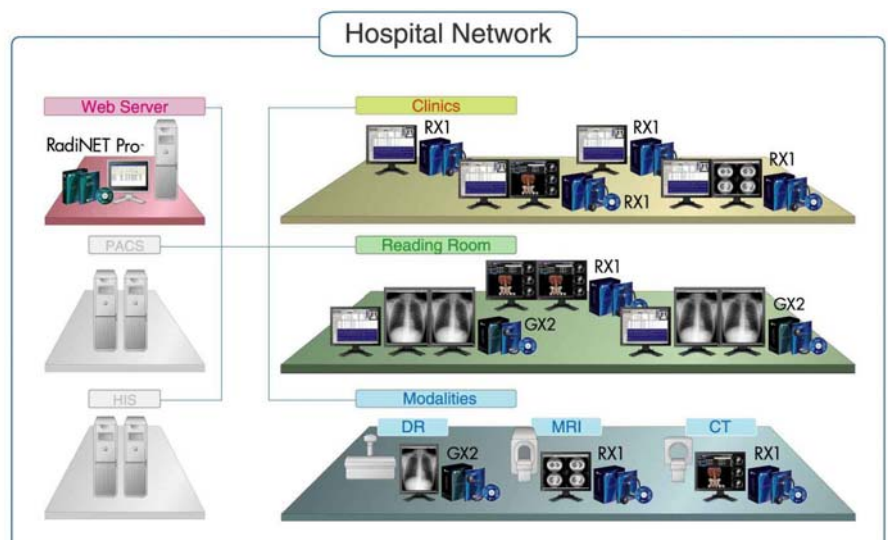 Hospital Network
Web Server
RadiNET Pro™
Clinics
RX1
RX1
RX1
RX1
PACS
Reading Room
RX1
GX2
GX2
HIS
Modalities
DR
MRI
CT
GX2
RX1
RX1